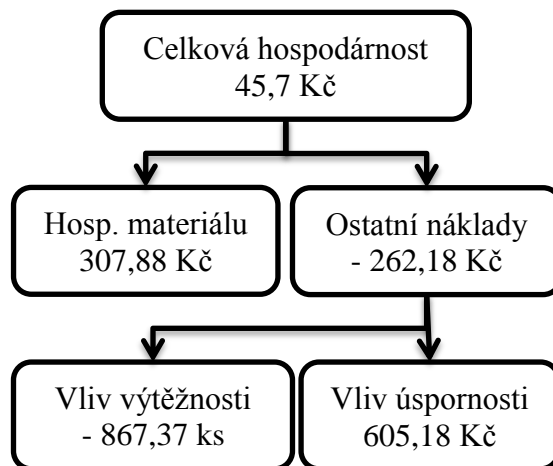 Celková hospodárnost
45,7 Kč
Hosp. materiálu
307,88 Kč
Ostatní náklady
- 262,18 Kč
Vliv výtěžnosti
- 867,37 ks
Vliv úspornosti
605,18 Kč